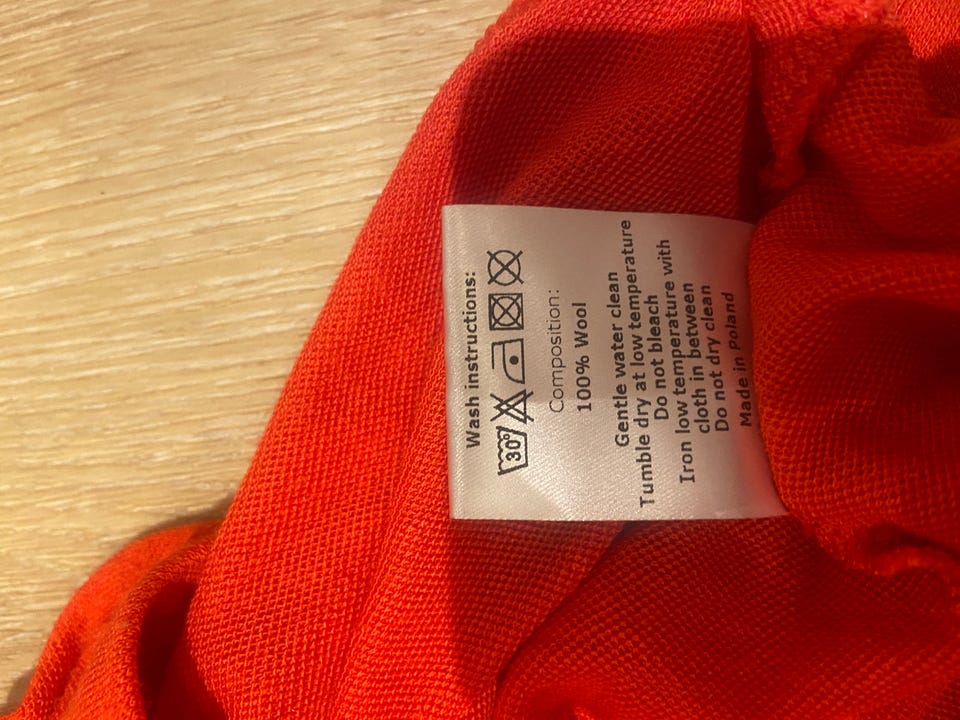 Wash instructions:
30°
Composition:
100% Wool
Gentle water clean
Tumble dry at low temperature
Do not bleach
Iron low temperature with
cloth in between
Do not dry clean
Made in Poland